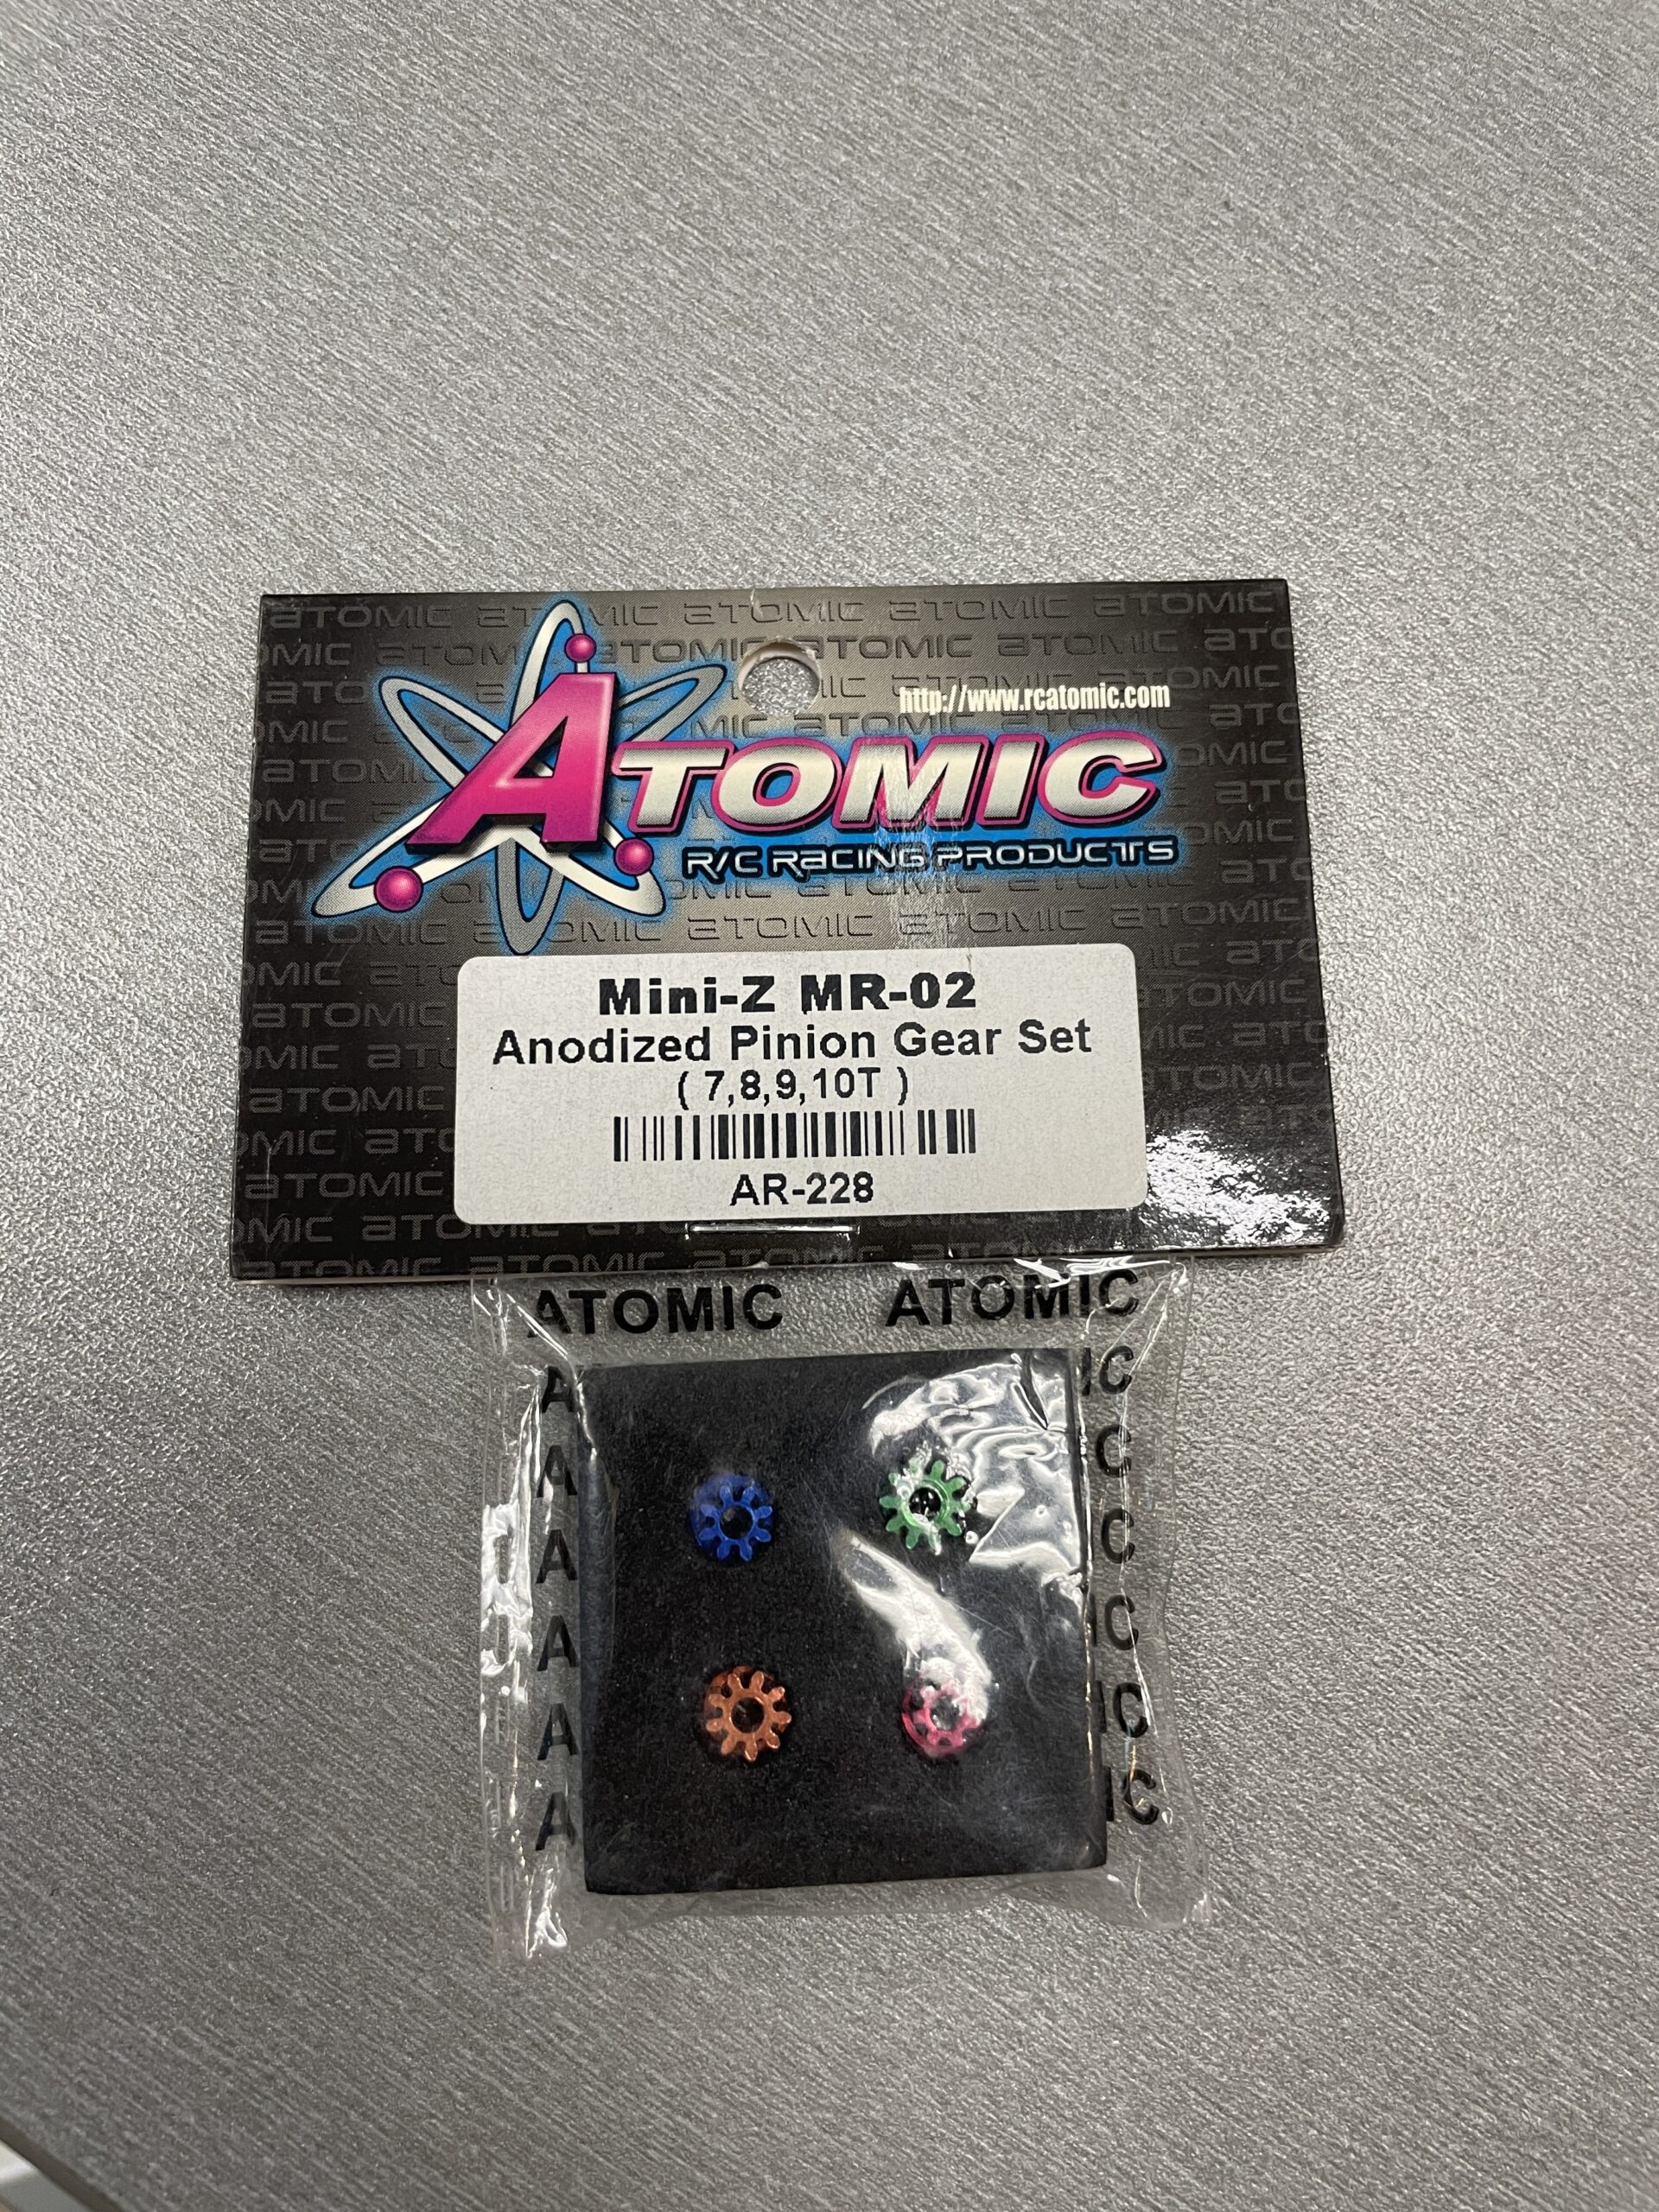 http://www.rcatomic.com
ATOMIC
R/C RACING PRODUCTS
Mini-Z MR-02
Anodized Pinion Gear Set
( 7,8,9,10T )
AR-228
ATOMIC ATOMIC